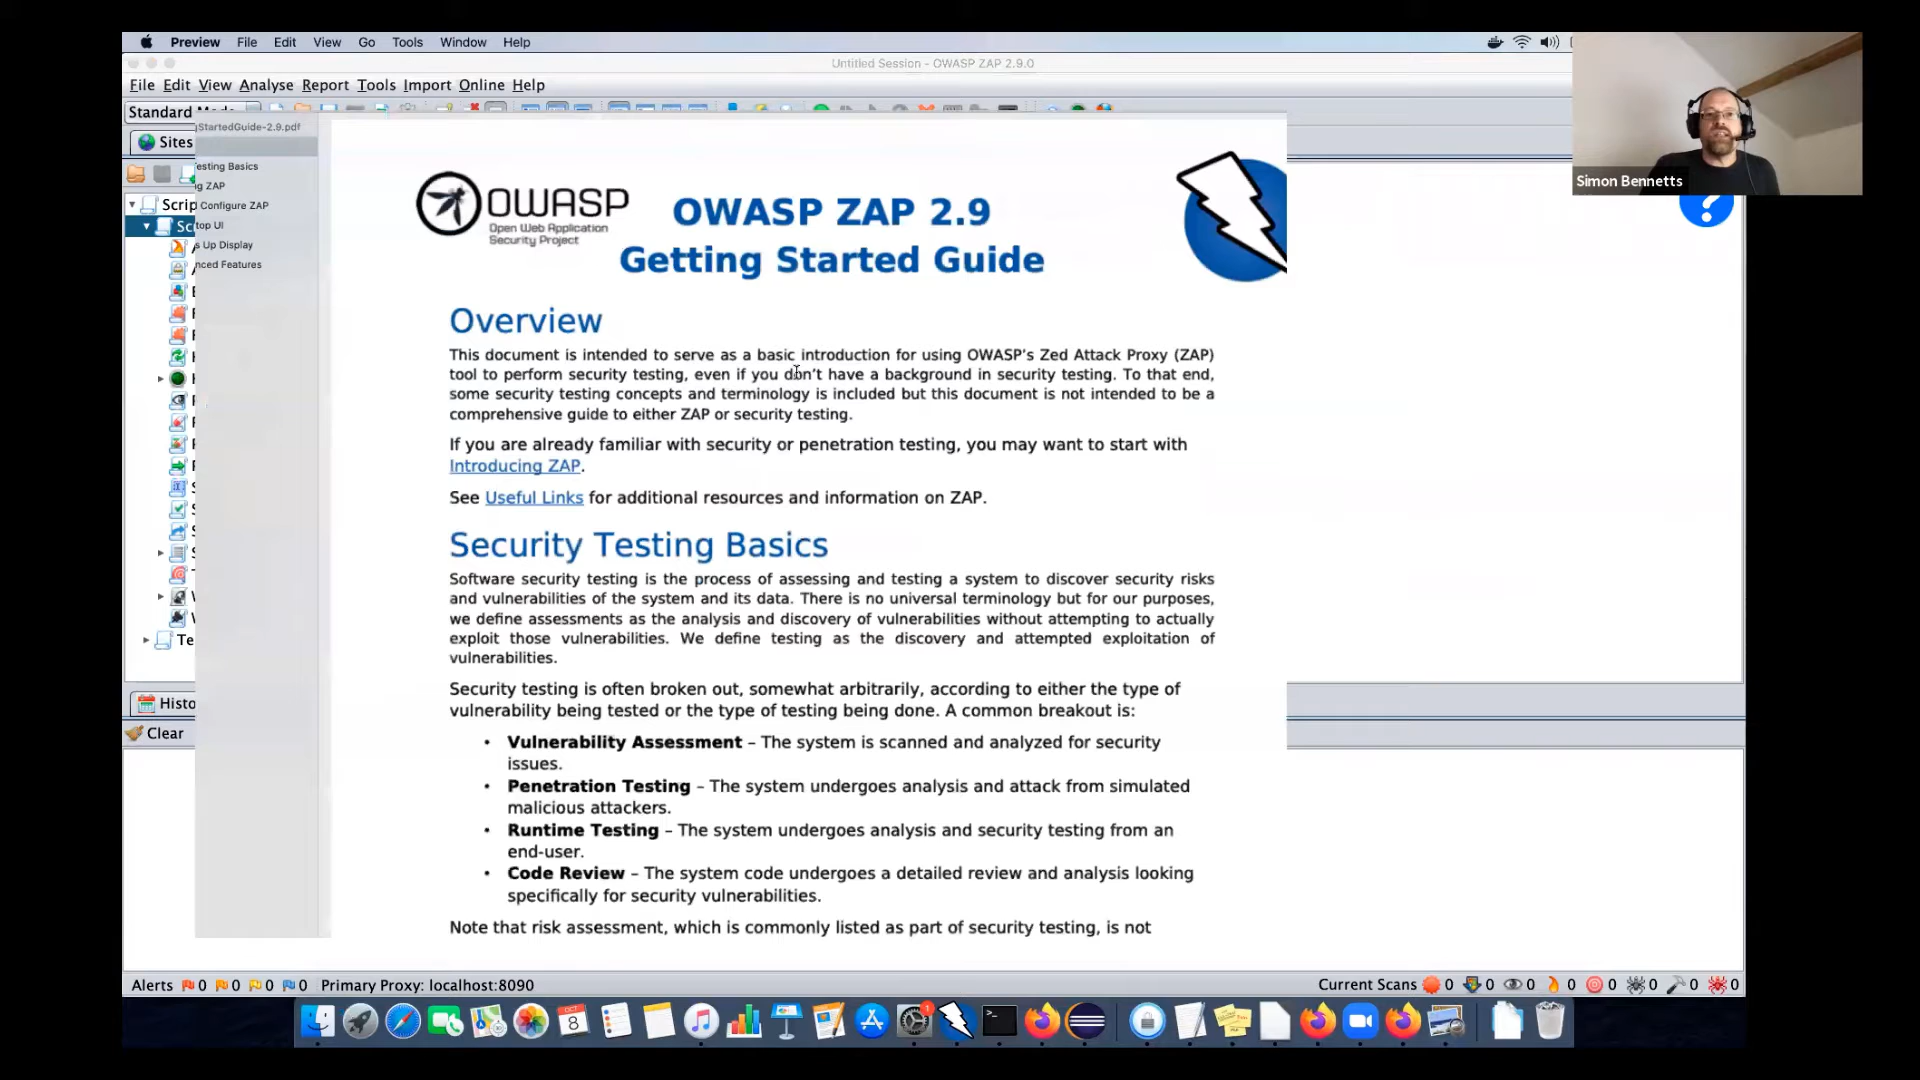 Preview File Edit View Go Tools Window Help
Untitled Session - OWASP ZAP 2.9.0
File Edit View Analyse Report Tools Import Online Help
Standard
StartedGuide-2.9.pdf
Sites
esting Basics
ng ZAP
Configure ZAP
Scrip
top UI
Sc
s Up Display
nced Features
Te
Histo
Clear
Simon Bennetts
?
OWASP
Open Web Application
Security Project
OWASP ZAP 2.9
Getting Started Guide
Overview
This document is intended to serve as a basic introduction for using OWASP's Zed Attack Proxy (ZAP)
tool to perform security testing, even if you don't have a background in security testing. To that end,
some security testing concepts and terminology is included but this document is not intended to be a
comprehensive guide to either ZAP or security testing.
If you are already familiar with security or penetration testing, you may want to start with
Introducing ZAP.
See Useful Links for additional resources and information on ZAP.
Security Testing Basics
Software security testing is the process of assessing and testing a system to discover security risks
and vulnerabilities of the system and its data. There is no universal terminology but for our purposes,
we define assessments as the analysis and discovery of vulnerabilities without attempting to actually
exploit those vulnerabilities. We define testing as the discovery and attempted exploitation of
vulnerabilities.
Security testing is often broken out, somewhat arbitrarily, according to either the type of
vulnerability being tested or the type of testing being done. A common breakout is:
• Vulnerability Assessment – The system is scanned and analyzed for security
issues.
• Penetration Testing – The system undergoes analysis and attack from simulated
malicious attackers.
• Runtime Testing – The system undergoes analysis and security testing from an
end-user.
• Code Review – The system code undergoes a detailed review and analysis looking
specifically for security vulnerabilities.
Note that risk assessment, which is commonly listed as part of security testing, is not
Alerts 0 0 0 0 Primary Proxy: localhost:8090
Current Scans 0 0 0 0 0 0 0 0
OCT
8
1